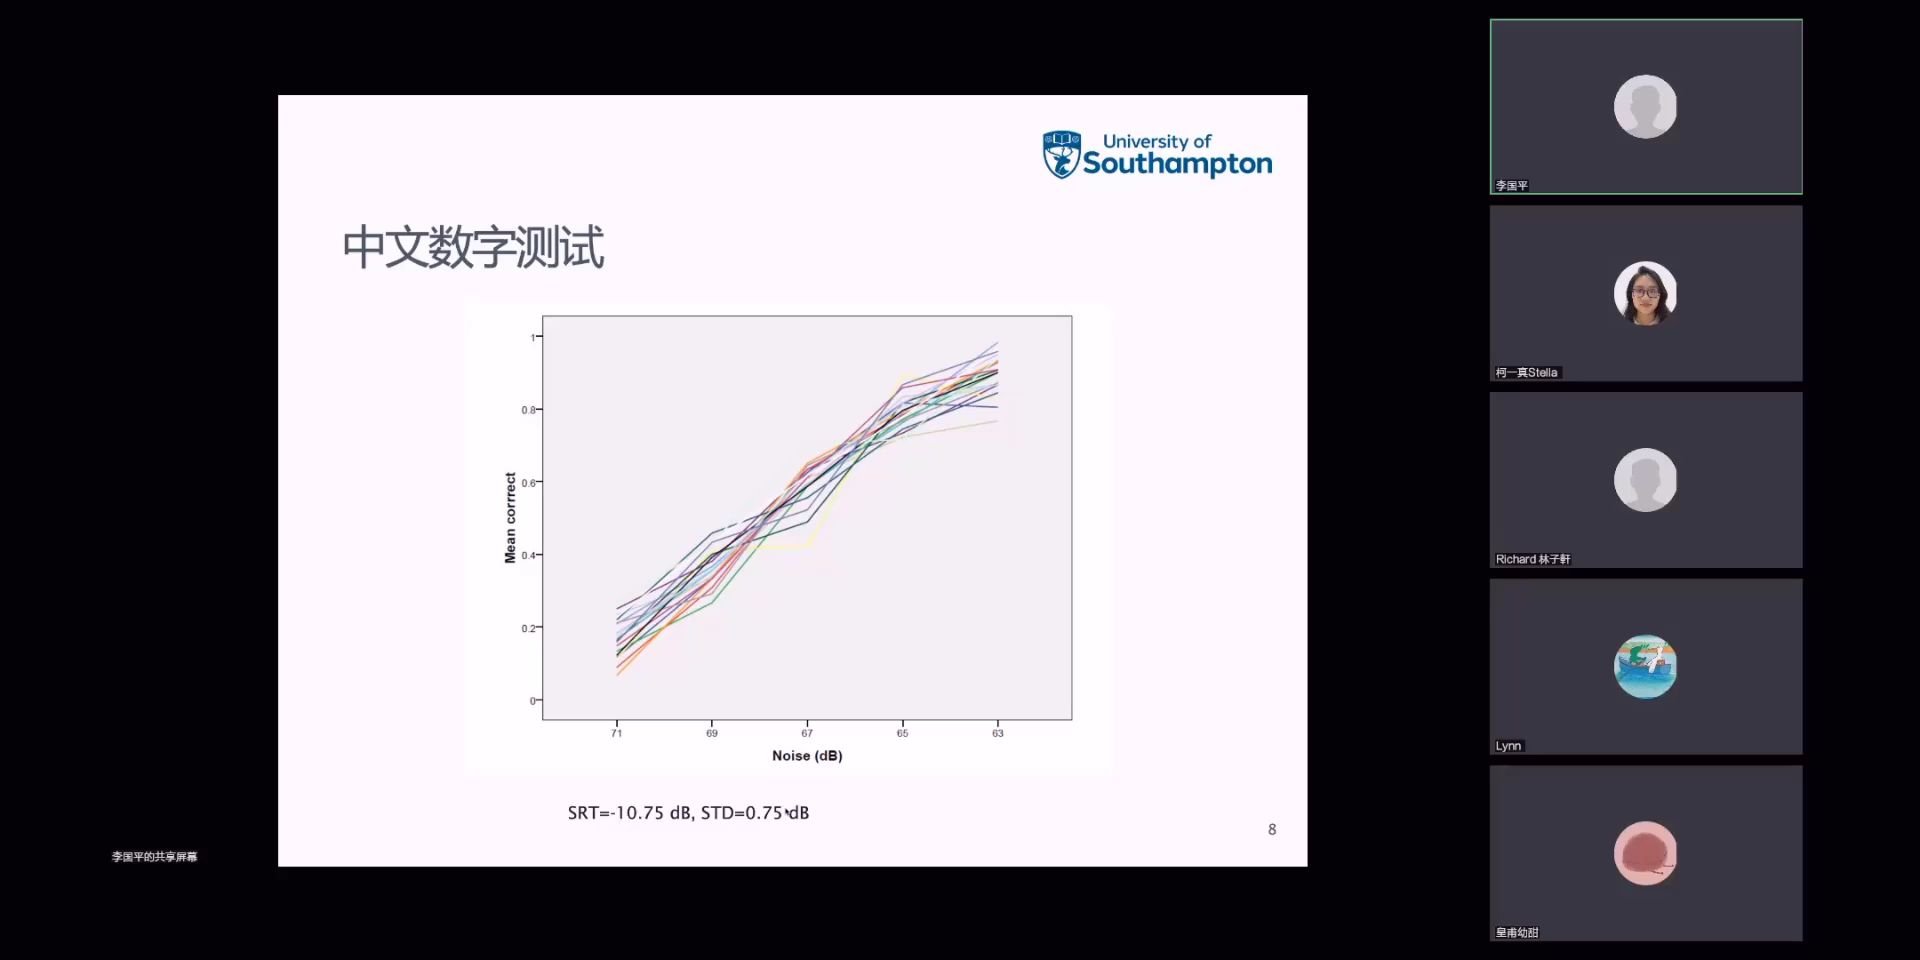 University of
Southampton
中文数字测试
Mean corrrect
1
0.8
0.6
0.4
0.2
0
71
69
67
65
63
Noise (dB)
SRT=-10.75 dB, STD=0.75 dB
8
李国平的共享屏幕
李国平
柯一真Stella
Richard 林子軒
Lynn
皇甫幼甜